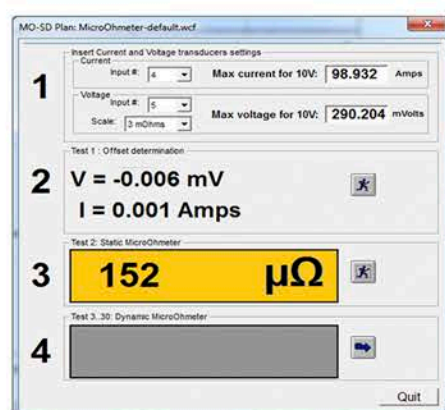 MO-SD Plan: MicroOhmeter-default.wcf
1
Insert Current and Voltage transducers settings
Current
Input #: 4 Max current for 10V: 98.932 Amps
Voltage
Input #: 5
Scale: 3 mOhms Max voltage for 10V: 290.204 mVolts
2
Test 1 : Offset determination
V = -0.006 mV
I = 0.001 Amps
3
Test 2: Static MicroOhmeter
152 μΩ
4
Test 3..30: Dynamic MicroOhmeter
Quit